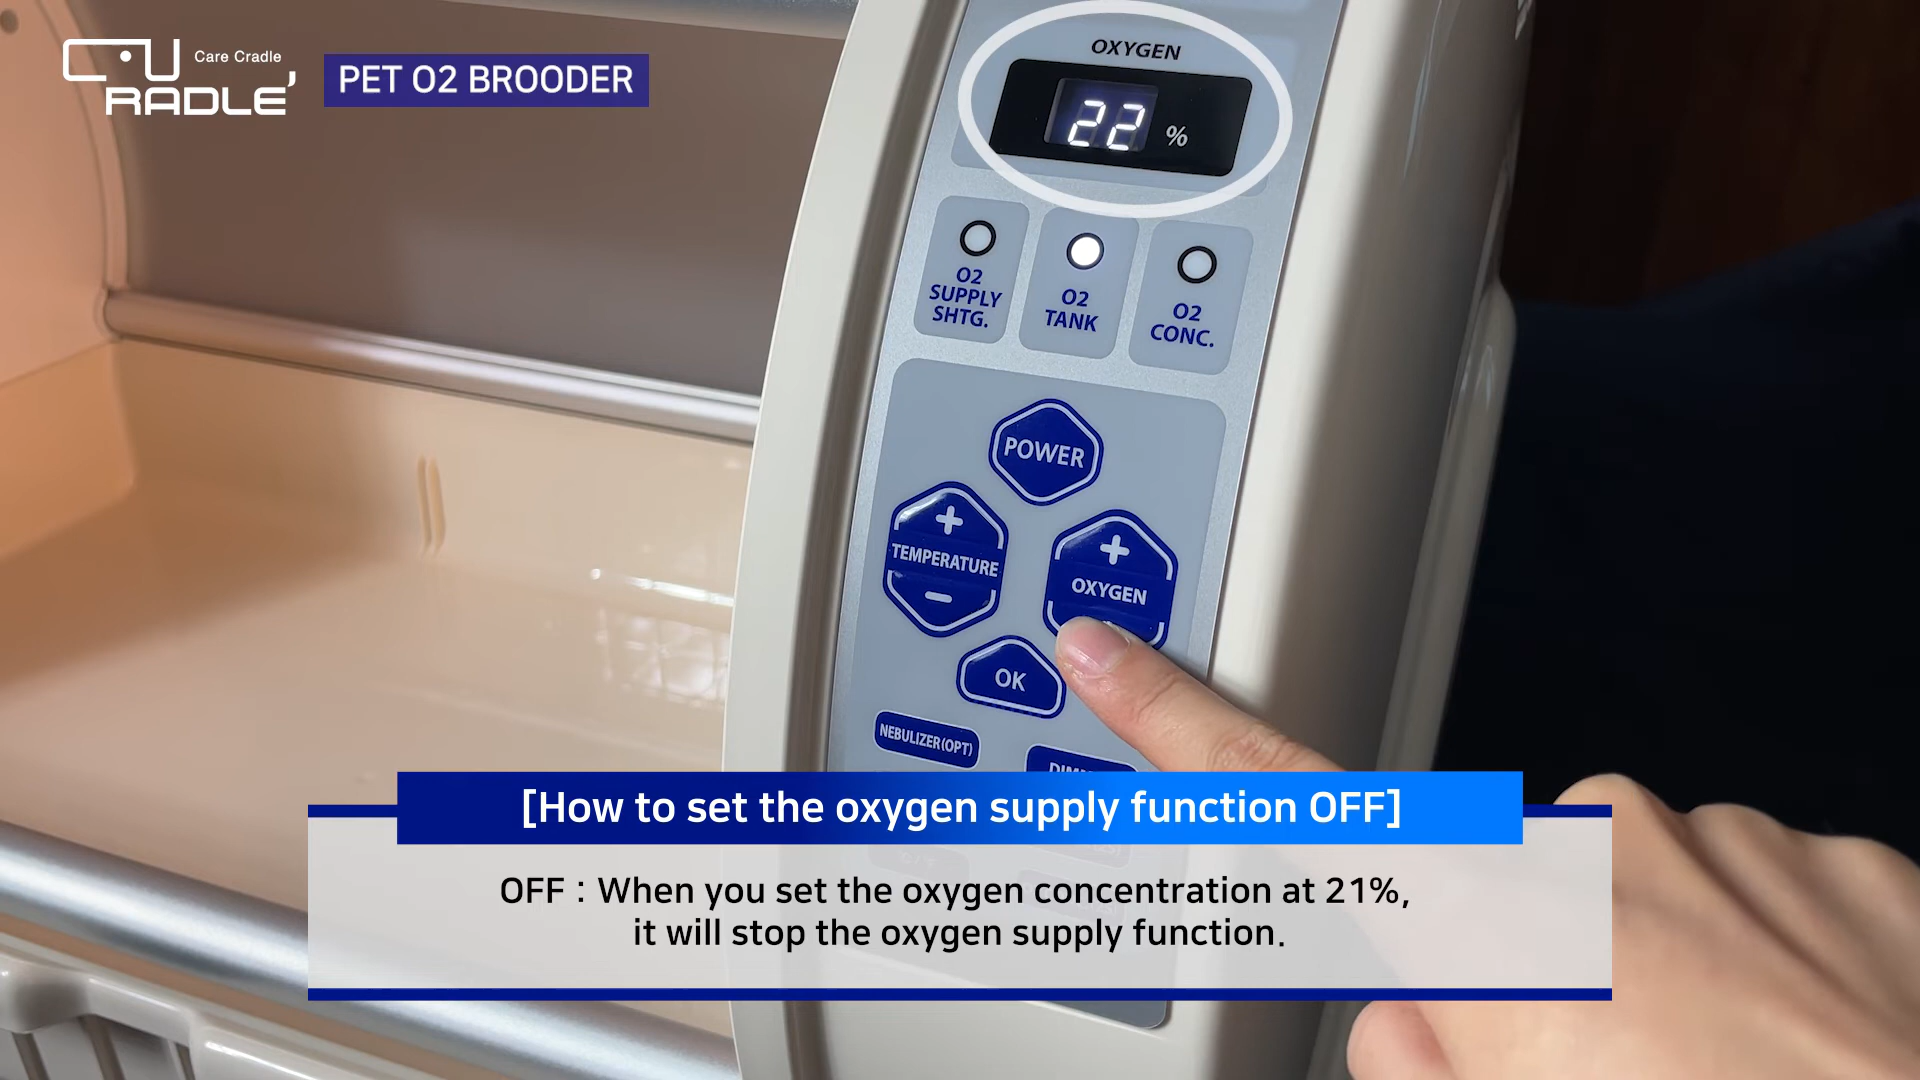 Care Cradle
CURADLE
PET O2 BROODER
OXYGEN
22 %
O2
SUPPLY
SHTG.
O2
TANK
O2
CONC.
POWER
+
TEMPERATURE
−
+
OXYGEN
OK
NEBULIZER(OPT)
[How to set the oxygen supply function OFF]
OFF : When you set the oxygen concentration at 21%,
it will stop the oxygen supply function.